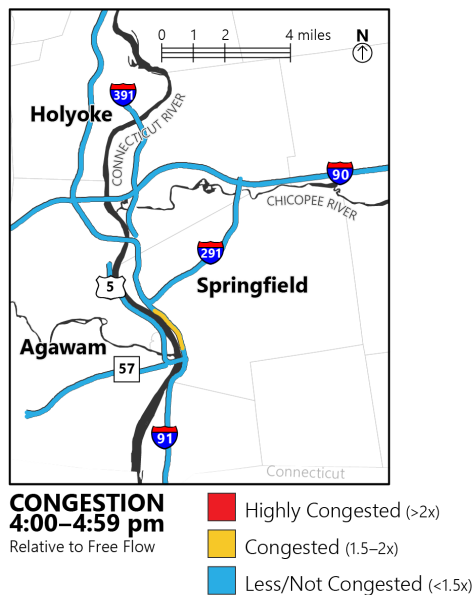 0 1 2 4 miles
N
391
Holyoke
CONNECTICUT RIVER
90
CHICOPEE RIVER
291
5
Springfield
Agawam
57
91
Connecticut
CONGESTION
4:00–4:59 pm
Relative to Free Flow
Highly Congested (>2x)
Congested (1.5–2x)
Less/Not Congested (<1.5x)